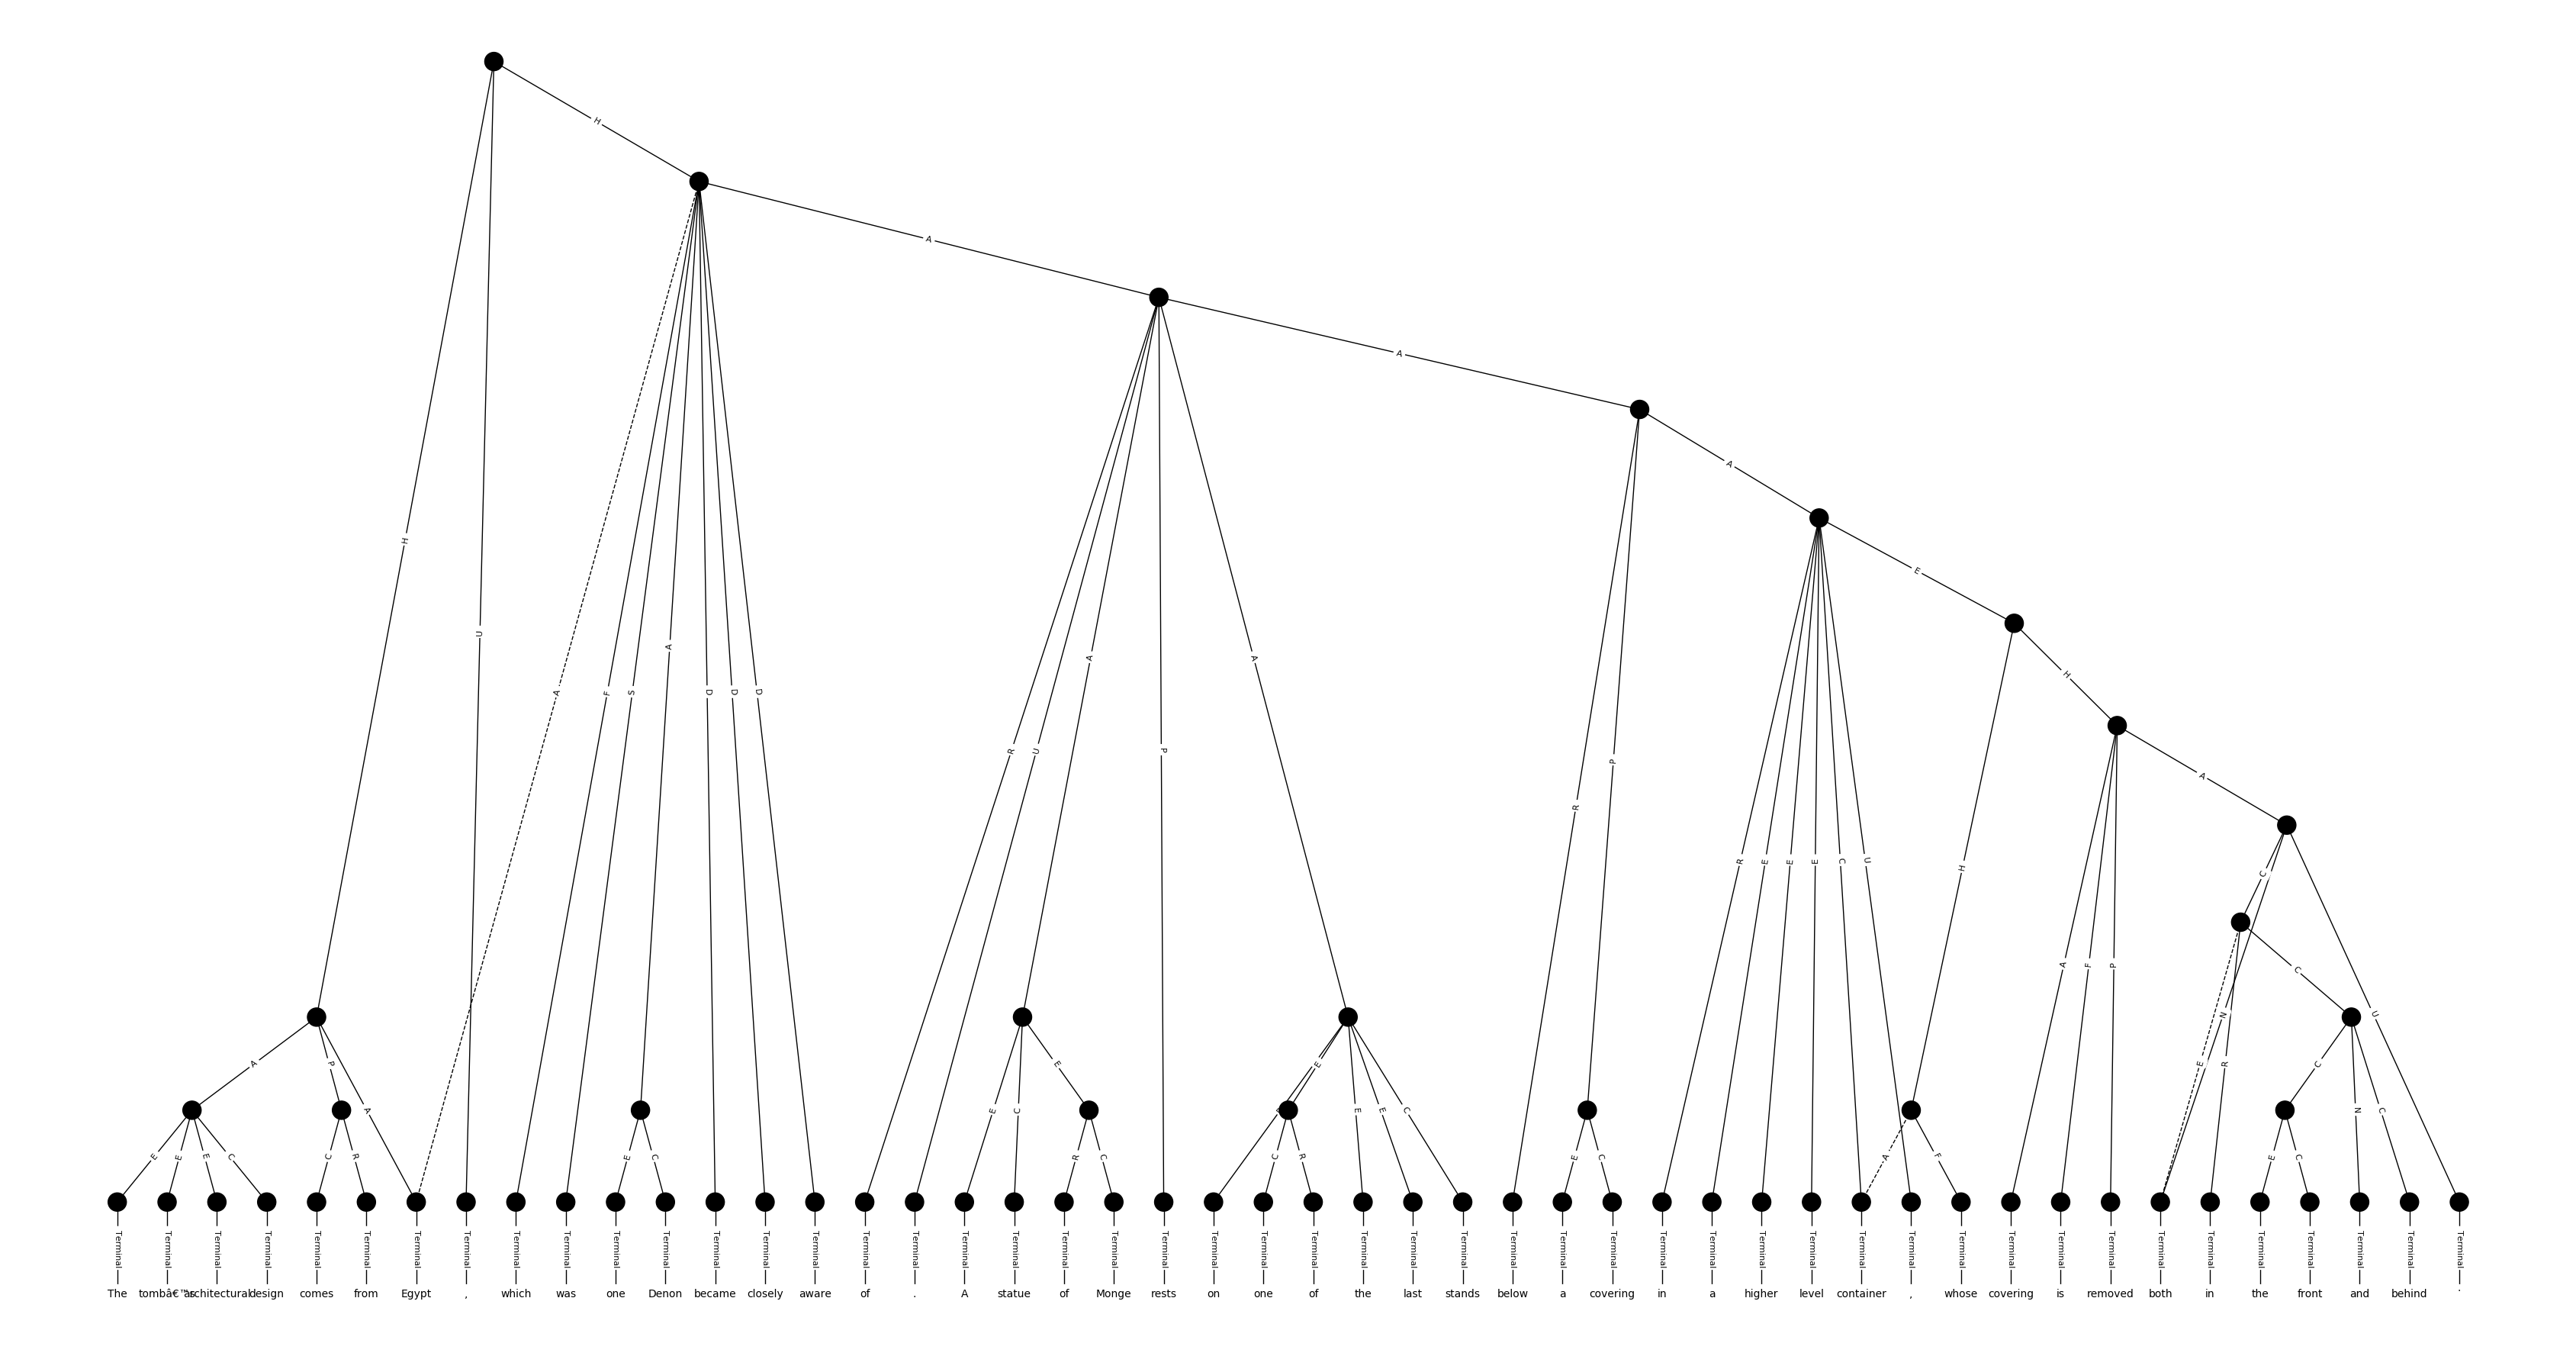 H
H
U
A
A
F
S
A
D
D
D
A
R
U
A
P
A
A
R
P
E
R
E
E
E
C
U
H
H
A
F
P
A
C
N
U
E
R
C
A
P
A
E
C
E
E
E
E
C
C
N
C
E
E
E
C
C
R
E
C
R
C
C
R
E
C
A
F
E
C
Terminal Terminal Terminal Terminal Terminal Terminal Terminal Terminal Terminal Terminal Terminal Terminal Terminal Terminal Terminal Terminal Terminal Terminal Terminal Terminal Terminal Terminal Terminal Terminal Terminal Terminal Terminal Terminal Terminal Terminal Terminal Terminal Terminal Terminal Terminal Terminal Terminal Terminal Terminal Terminal Terminal Terminal Terminal Terminal Terminal Terminal Terminal Terminal
The tombâ€™s architectural design comes from Egypt , which was one Denon became closely aware of . A statue of Monge rests on one of the last stands below a covering in a higher level container , whose covering is removed both in the front and behind .